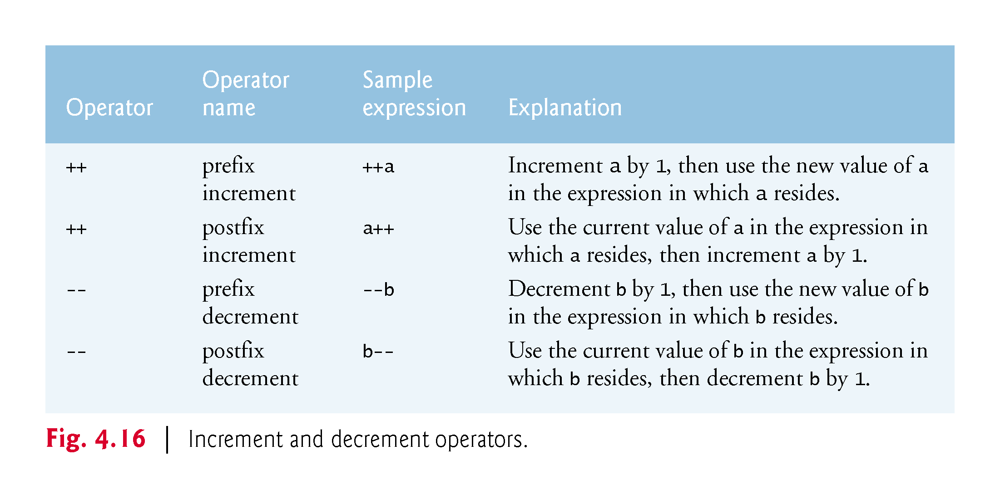 Operator Operator name Sample expression Explanation
++ prefix increment ++a Increment a by 1, then use the new value of a in the expression in which a resides.
++ postfix increment a++ Use the current value of a in the expression in which a resides, then increment a by 1.
-- prefix decrement --b Decrement b by 1, then use the new value of b in the expression in which b resides.
-- postfix decrement b-- Use the current value of b in the expression in which b resides, then decrement b by 1.
Fig. 4.16 | Increment and decrement operators.